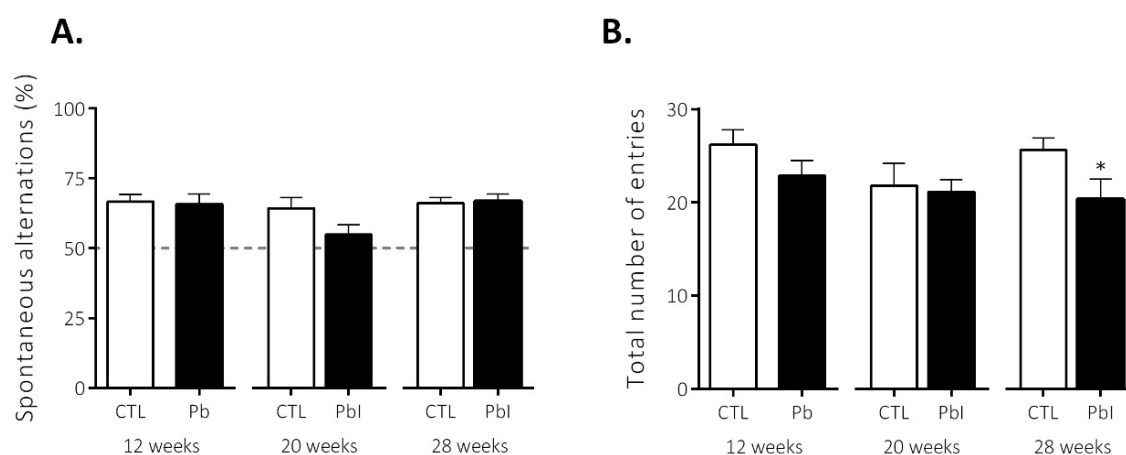 A.
Spontaneous alternations (%)
100
75
50
25
0
CTL Pb CTL PbI CTL PbI
12 weeks 20 weeks 28 weeks
B.
Total number of entries
30
20
10
0
*
CTL Pb CTL PbI CTL PbI
12 weeks 20 weeks 28 weeks